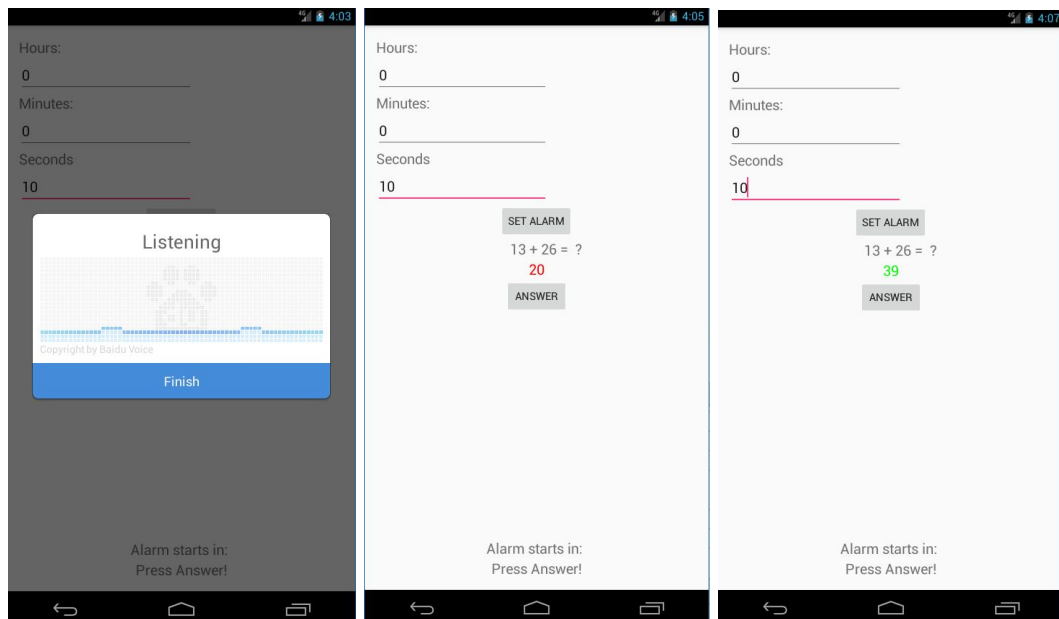 4G 4:03
Hours:
0
Minutes:
0
Seconds
10
Listening
Copyright by Baidu Voice
Finish
Alarm starts in:
Press Answer!
4G 4:05
Hours:
0
Minutes:
0
Seconds
10
SET ALARM
13 + 26 = ?
20
ANSWER
Alarm starts in:
Press Answer!
4G 4:07
Hours:
0
Minutes:
0
Seconds
10
SET ALARM
13 + 26 = ?
39
ANSWER
Alarm starts in:
Press Answer!